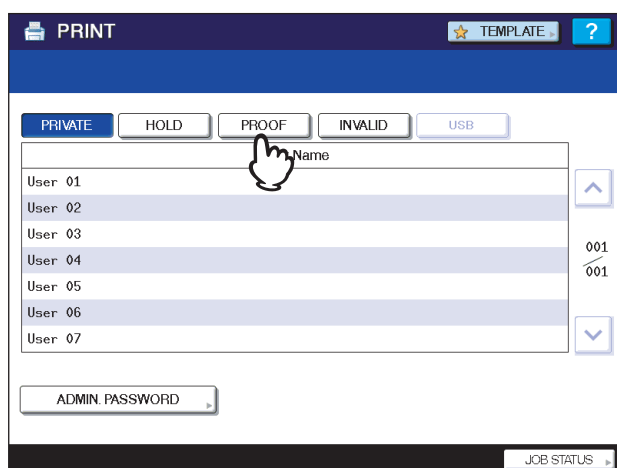 PRINT TEMPLATE ?
PRIVATE HOLD PROOF INVALID USB
Name
User 01
User 02
User 03
User 04
User 05
User 06
User 07
001
001
ADMIN. PASSWORD
JOB STATUS